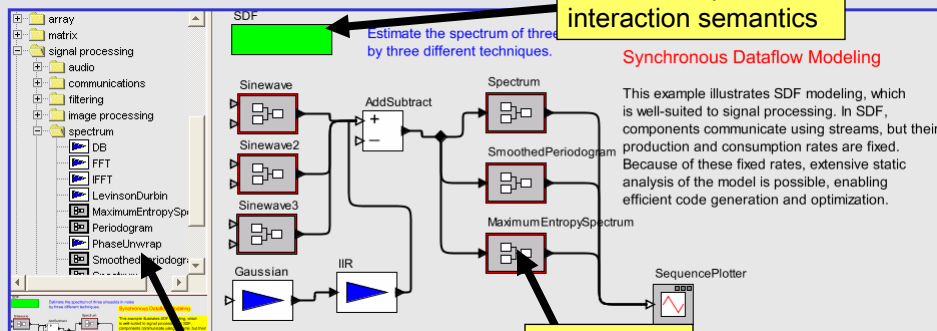 array
matrix
signal processing
audio
communications
filtering
image processing
spectrum
DB
FFT
IFFT
LevinsonDurbin
MaximumEntropySpe
Periodogram
PhaseUnwrap
SmoothedPeriodogra
Spectrum
SDF
interaction semantics
Estimate the spectrum of three
by three different techniques.
Synchronous Dataflow Modeling
This example illustrates SDF modeling, which
is well-suited to signal processing. In SDF,
components communicate using streams, but their
production and consumption rates are fixed.
Because of these fixed rates, extensive static
analysis of the model is possible, enabling
efficient code generation and optimization.
Sinewave
Sinewave2
Sinewave3
Gaussian
IIR
AddSubtract
+
−
Spectrum
SmoothedPeriodogram
MaximumEntropySpectrum
SequencePlotter